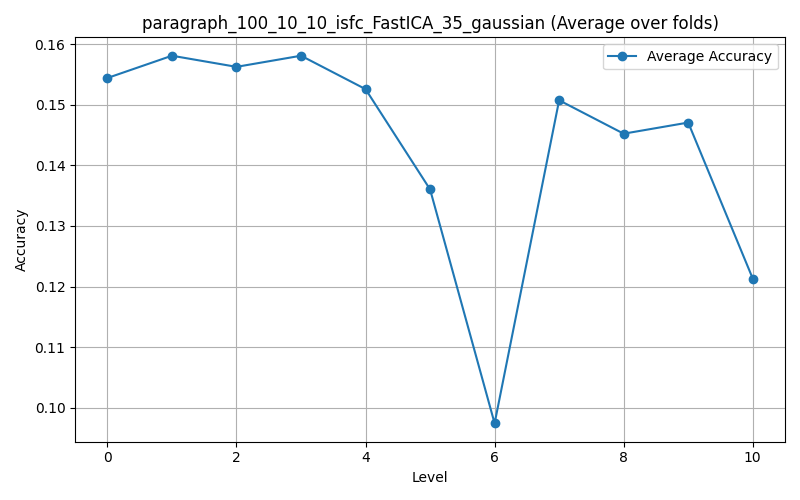 paragraph_100_10_10_isfc_FastICA_35_gaussian (Average over folds)
Average Accuracy
0.16
0.15
0.14
0.13
0.12
0.11
0.10
Accuracy
0 2 4 6 8 10
Level